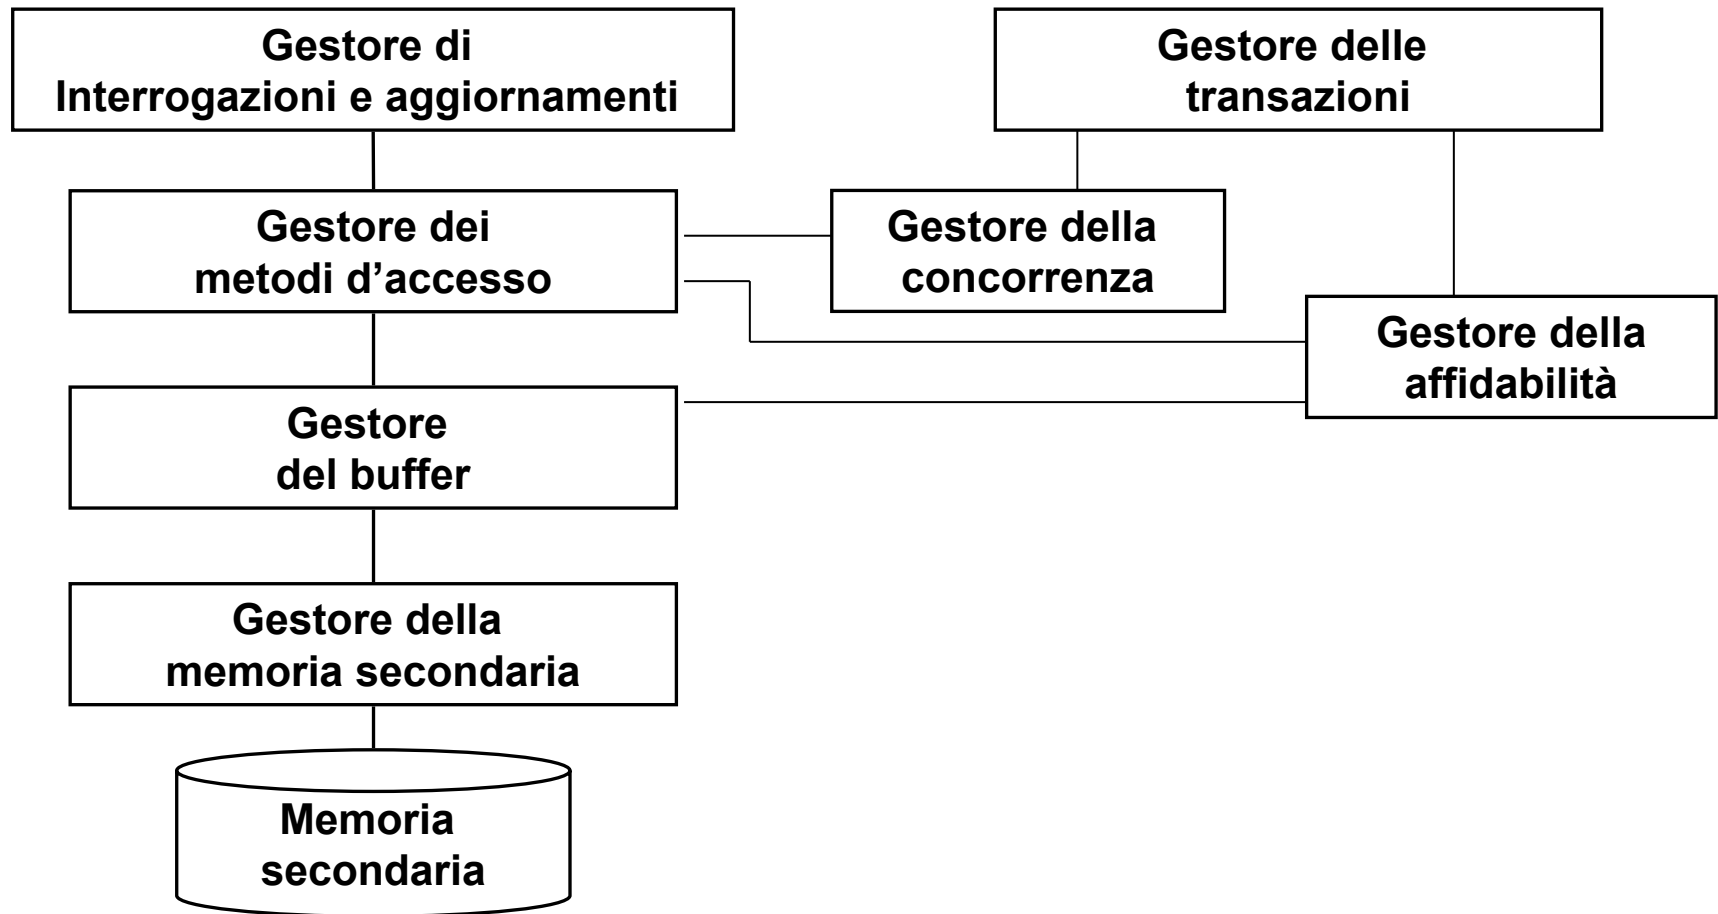 Gestore di
Interrogazioni e aggiornamenti
Gestore delle
transazioni
Gestore dei
metodi d’accesso
Gestore della
concorrenza
Gestore della
affidabilità
Gestore
del buffer
Gestore della
memoria secondaria
Memoria
secondaria